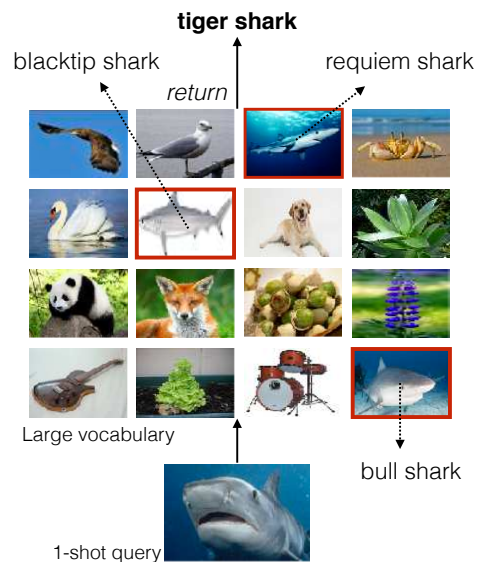 tiger shark
blacktip shark
requiem shark
return
Large vocabulary
bull shark
1-shot query